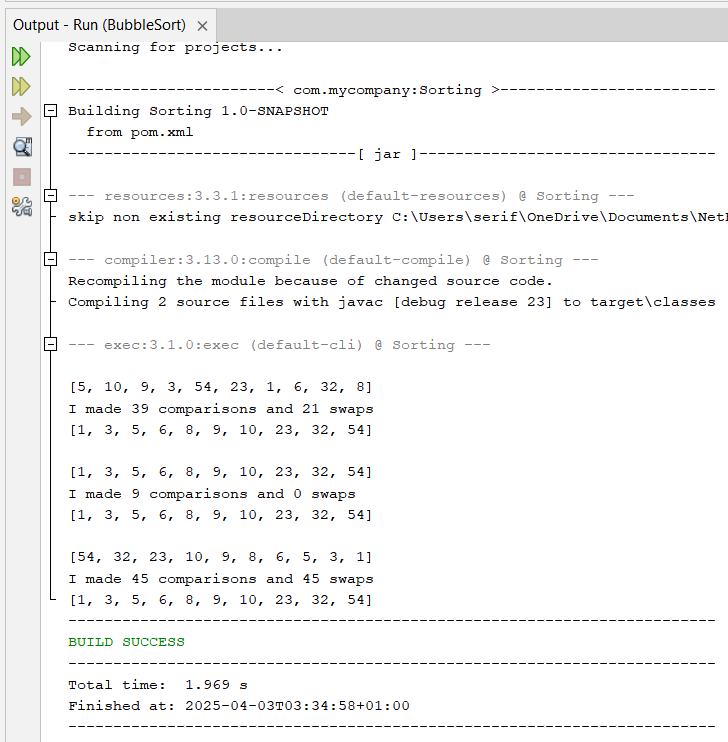 Output - Run (BubbleSort) ×
Scanning for projects...
-----------------------< com.mycompany:Sorting >------------------------
Building Sorting 1.0-SNAPSHOT
  from pom.xml
--------------------------------[ jar ]---------------------------------
--- resources:3.3.1:resources (default-resources) @ Sorting ---
skip non existing resourceDirectory C:\Users\serif\OneDrive\Documents\Net
--- compiler:3.13.0:compile (default-compile) @ Sorting ---
Recompiling the module because of changed source code.
Compiling 2 source files with javac [debug release 23] to target\classes
--- exec:3.1.0:exec (default-cli) @ Sorting ---
[5, 10, 9, 3, 54, 23, 1, 6, 32, 8]
I made 39 comparisons and 21 swaps
[1, 3, 5, 6, 8, 9, 10, 23, 32, 54]
[1, 3, 5, 6, 8, 9, 10, 23, 32, 54]
I made 9 comparisons and 0 swaps
[1, 3, 5, 6, 8, 9, 10, 23, 32, 54]
[54, 32, 23, 10, 9, 8, 6, 5, 3, 1]
I made 45 comparisons and 45 swaps
[1, 3, 5, 6, 8, 9, 10, 23, 32, 54]
------------------------------------------------------------------------
BUILD SUCCESS
------------------------------------------------------------------------
Total time:  1.969 s
Finished at: 2025-04-03T03:34:58+01:00
------------------------------------------------------------------------